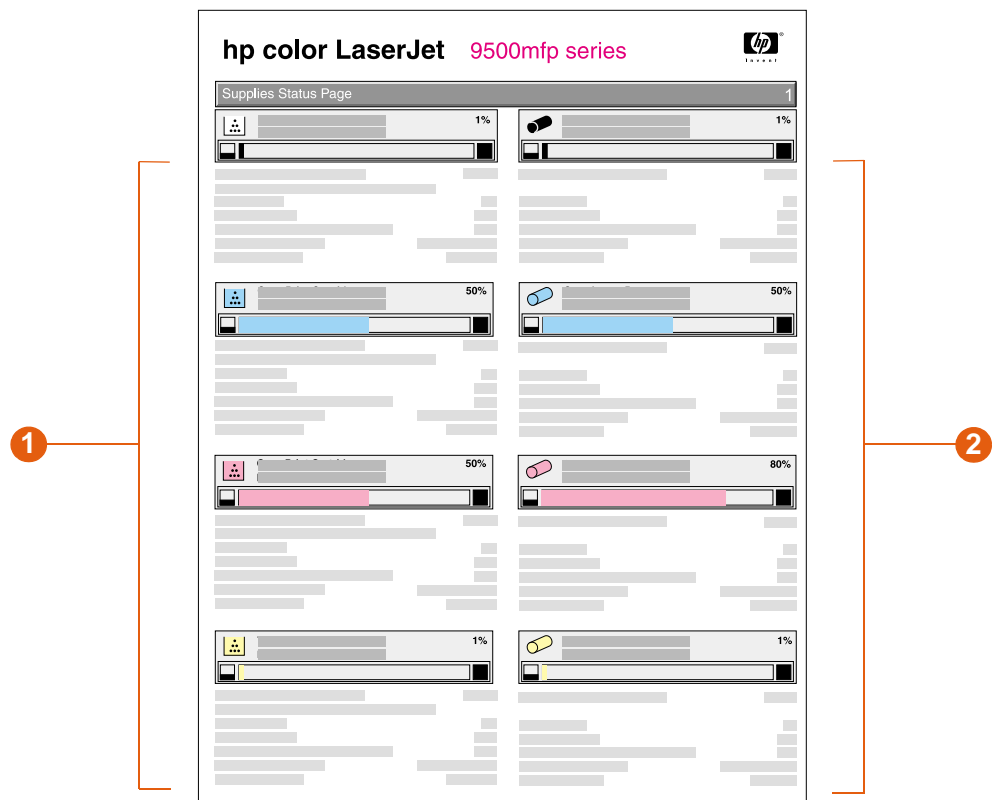 hp color LaserJet 9500mfp series
hp
invent
Supplies Status Page 1
1% 1%
50% 50%
1 2
50% 80%
1% 1%